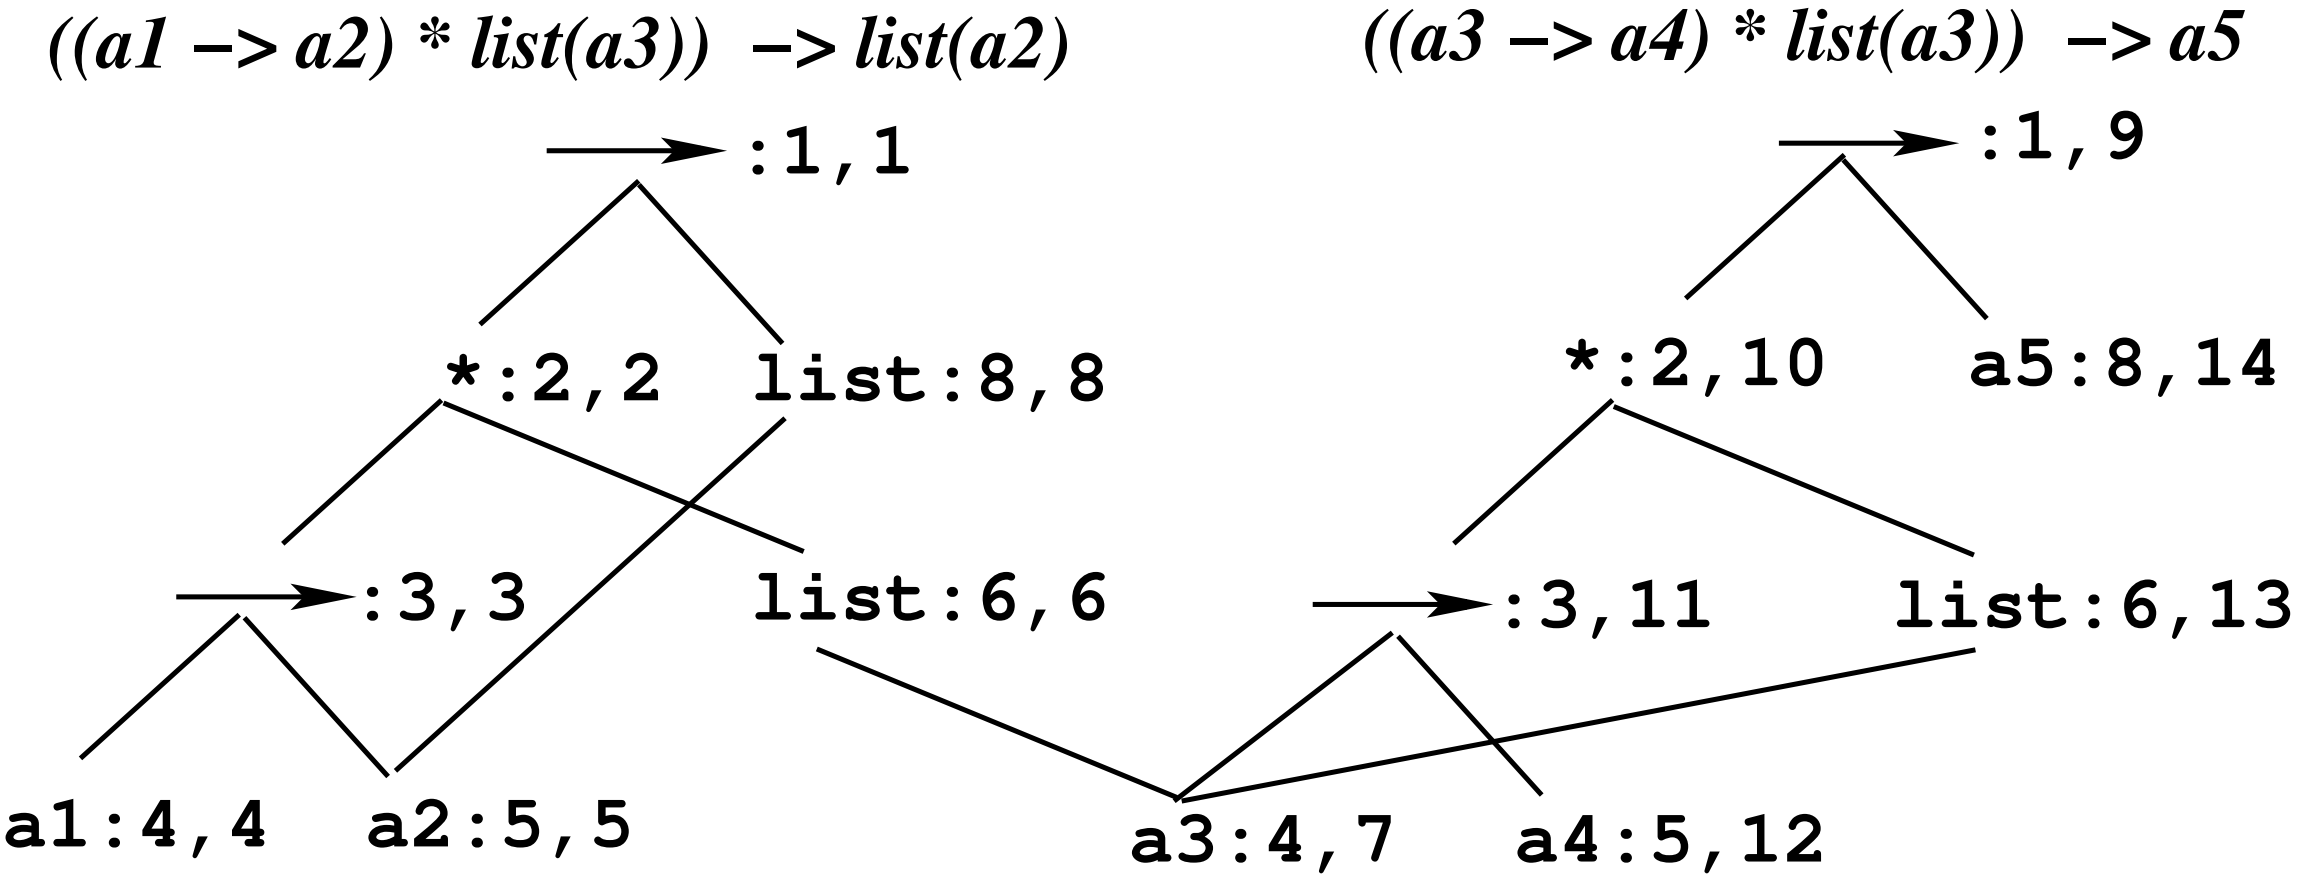 ((a1 –> a2) * list(a3)) –> list(a2)
((a3 –> a4) * list(a3)) –> a5
:1,1
:1,9
*:2,2
list:8,8
*:2,10
a5:8,14
:3,3
list:6,6
:3,11
list:6,13
a1:4,4
a2:5,5
a3:4,7
a4:5,12